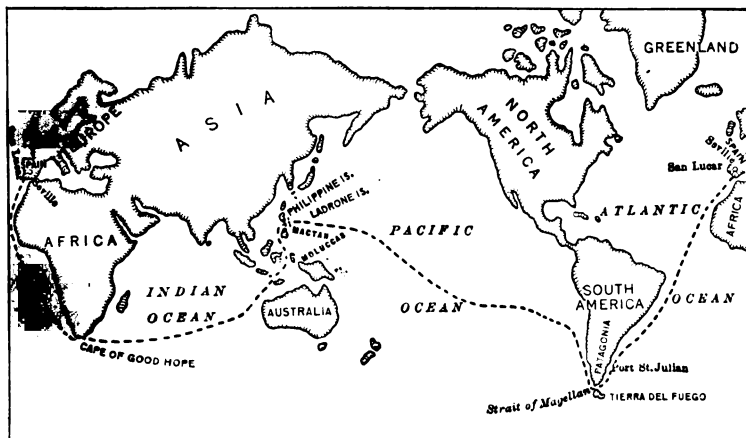 GREENLAND
EUROPE
ASIA
NORTH AMERICA
SPAIN
Seville
San Lucar
Seville
PHILIPPINE IS.
LADRONE IS.
MACTAN
MOLUCCAS
ATLANTIC
AFRICA
PACIFIC
AFRICA
INDIAN
OCEAN
AUSTRALIA
OCEAN
SOUTH
AMERICA
OCEAN
PATAGONIA
CAPE OF GOOD HOPE
Port St. Julian
Strait of Magellan
TIERRA DEL FUEGO